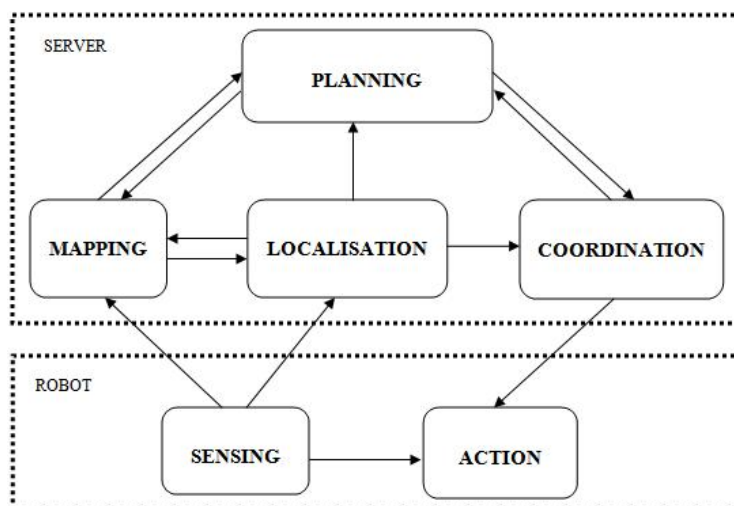 SERVER
PLANNING
MAPPING
LOCALISATION
COORDINATION
ROBOT
SENSING
ACTION